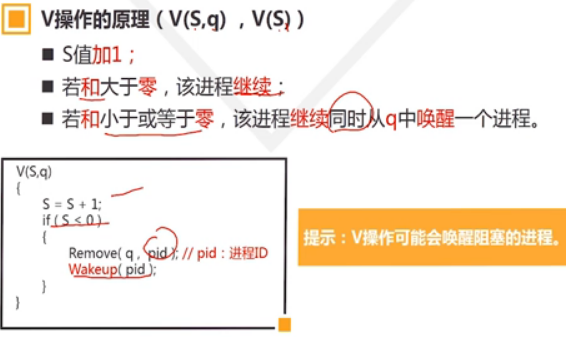 V操作的原理（V(S,q) ，V(S)）
■ S值加1；
■ 若和大于零，该进程继续；
■ 若和小于或等于零，该进程继续同时从q中唤醒一个进程。
V(S,q)
{
S = S + 1;
if ( S < 0 )
{
Remove( q , pid ); // pid：进程ID
Wakeup( pid );
}
}
提示：V操作可能会唤醒阻塞的进程。